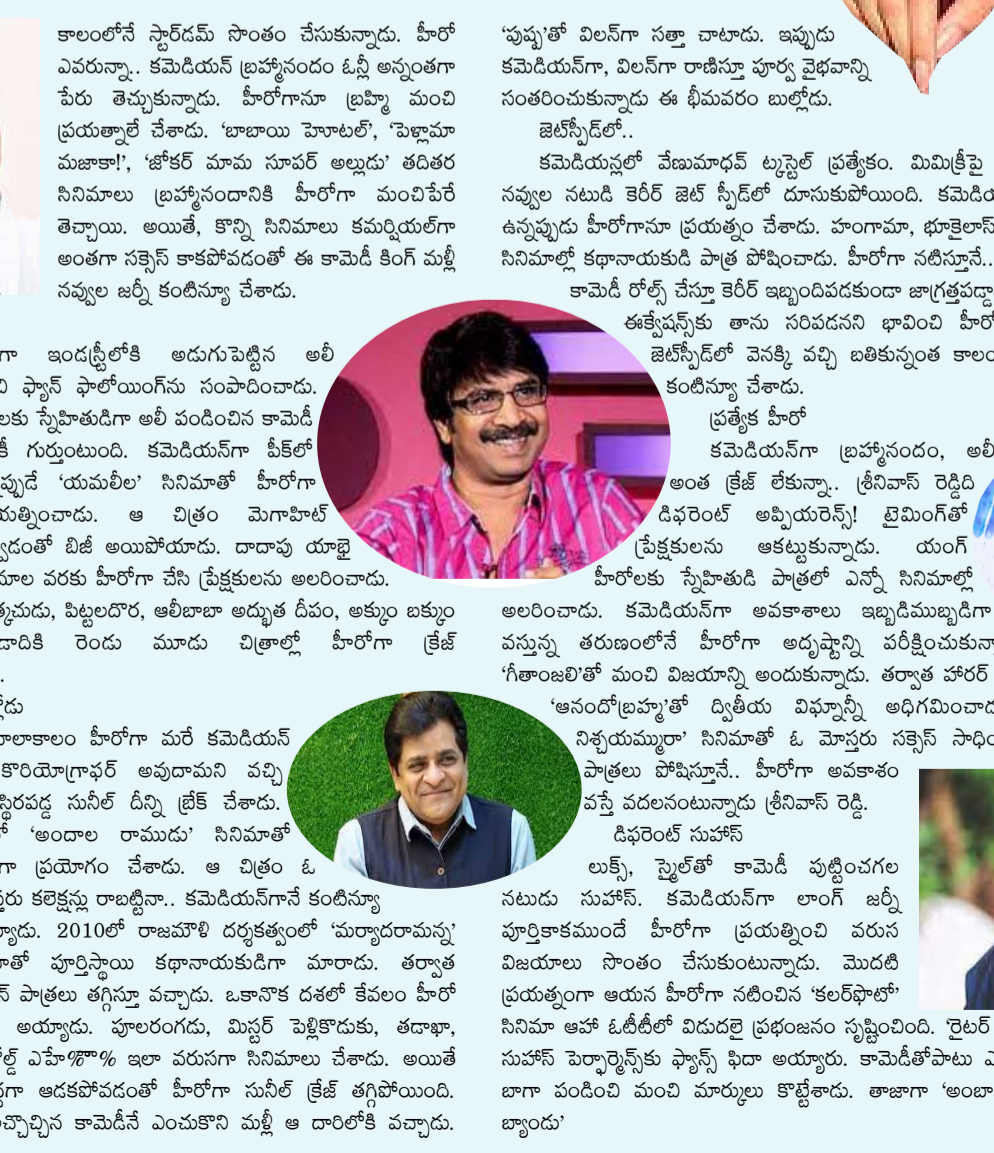 కాలంలోనే స్టార్‌డమ్ సొంతం చేసుకున్నాడు. హీరో
ఎవరున్నా.. కమెడియన్ బ్రహ్మానందం ఓన్లీ అన్నంతగా
పేరు తెచ్చుకున్నాడు. హీరోగానూ బ్రహ్మి మంచి
ప్రయత్నాలే చేశాడు. ‘బాబాయి హెూటల్’, ‘పెళ్లామా
మజాకా!’, ‘జోకర్ మామ సూపర్ అల్లుడు’ తదితర
సినిమాలు బ్రహ్మానందానికి హీరోగా మంచిపేరే
తెచ్చాయి. అయితే, కొన్ని సినిమాలు కమర్షియల్‌గా
అంతగా సక్సెస్ కాకపోవడంతో ఈ కామెడీ కింగ్ మళ్లీ
నవ్వుల జర్నీ కంటిన్యూ చేశాడు.
గా ఇండస్ట్రీలోకి అడుగుపెట్టిన అలీ
ఫ్యాన్ ఫాలోయింగ్‌ను సంపాదించాడు.
లకు స్నేహితుడిగా అలీ పండించిన కామెడీ
కీ గుర్తుంటుంది. కమెడియన్‌గా పీక్‌లో
ప్పుడే ‘యమలీల’ సినిమాతో హీరోగా
యత్నించాడు. ఆ చిత్రం మెగాహిట్
వడంతో బిజీ అయిపోయాడు. దాదాపు యాభై
మాల వరకు హీరోగా చేసి ప్రేక్షకులను అలరించాడు.
త్కచుడు, పిట్టలదొర, ఆలీబాబా అద్భుత దీపం, అక్కుం బక్కుం
డాదికి రెండు మూడు చిత్రాల్లో హీరోగా క్రేజ్
.
లోడు
చాలాకాలం హీరోగా మరే కమెడియన్
కొరియోగ్రాఫర్ అవుదామని వచ్చి
స్థిరపడ్డ సునీల్ దీన్ని బ్రేక్ చేశాడు.
లో ‘అందాల రాముడు’ సినిమాతో
గా ప్రయోగం చేశాడు. ఆ చిత్రం ఓ
స్తరు కలెక్షన్లు రాబట్టినా.. కమెడియన్‌గానే కంటిన్యూ
య్యాడు. 2010లో రాజమౌళి దర్శకత్వంలో ‘మర్యాదరామన్న’
తో పూర్తిస్థాయి కథానాయకుడిగా మారాడు. తర్వాత
న్ పాత్రలు తగ్గిస్తూ వచ్చాడు. ఒకానొక దశలో కేవలం హీరో
అయ్యాడు. పూలరంగడు, మిస్టర్ పెళ్లికొడుకు, తడాఖా,
ల్డ్ ఎహే%%% ఇలా వరుసగా సినిమాలు చేశాడు. అయితే
గా ఆడకపోవడంతో హీరోగా సునీల్ క్రేజ్ తగ్గిపోయింది.
చ్చొచ్చిన కామెడీనే ఎంచుకొని మళ్లీ ఆ దారిలోకి వచ్చాడు.
‘పుష్ప’తో విలన్‌గా సత్తా చాటాడు. ఇప్పుడు
కమెడియన్‌గా, విలన్‌గా రాణిస్తూ పూర్వ వైభవాన్ని
సంతరించుకున్నాడు ఈ భీమవరం బుల్లోడు.
జెట్‌స్పీడ్‌లో..
కమెడియన్లలో వేణుమాధవ్ ట్కస్టైల్ ప్రత్యేకం. మిమిక్రీపై
నవ్వుల నటుడి కెరీర్ జెట్ స్పీడ్‌లో దూసుకుపోయింది. కమెడియ
ఉన్నప్పుడు హీరోగానూ ప్రయత్నం చేశాడు. హంగామా, భూకైలాస్
సినిమాల్లో కథానాయకుడి పాత్ర పోషించాడు. హీరోగా నటిస్తూనే..
కామెడీ రోల్స్ చేస్తూ కెరీర్ ఇబ్బందిపడకుండా జాగ్రత్తపడ్డా
ఈక్వేషన్స్‌కు తాను సరిపడనని భావించి హీరో
జెట్‌స్పీడ్‌లో వెనక్కి వచ్చి బతికున్నంత కాలం
కంటిన్యూ చేశాడు.
ప్రత్యేక హీరో
కమెడియన్‌గా బ్రహ్మానందం, అలీ
అంత క్రేజ్ లేకున్నా.. శ్రీనివాస్ రెడ్డిది
డిఫరెంట్ అప్పియరెన్స్! టైమింగ్‌తో
ప్రేక్షకులను ఆకట్టుకున్నాడు. యంగ్
హీరోలకు స్నేహితుడి పాత్రలో ఎన్నో సినిమాల్లో
అలరించాడు. కమెడియన్‌గా అవకాశాలు ఇబ్బడిముబ్బడిగా
వస్తున్న తరుణంలోనే హీరోగా అదృష్టాన్ని పరీక్షించుకున్నా
‘గీతాంజలి’తో మంచి విజయాన్ని అందుకున్నాడు. తర్వాత హారర్
‘ఆనందోబ్రహ్మ’తో ద్వితీయ విఘ్నాన్నీ అధిగమించాడ
నిశ్చయమ్మురా’ సినిమాతో ఓ మోస్తరు సక్సెస్ సాధిం
పాత్రలు పోషిస్తూనే.. హీరోగా అవకాశం
వస్తే వదలనంటున్నాడు శ్రీనివాస్ రెడ్డి.
డిఫరెంట్ సుహాస్
లుక్స్, స్మైల్‌తో కామెడీ పుట్టించగల
నటుడు సుహాస్. కమెడియన్‌గా లాంగ్ జర్నీ
పూర్తికాకముందే హీరోగా ప్రయత్నించి వరుస
విజయాలు సొంతం చేసుకుంటున్నాడు. మొదటి
ప్రయత్నంగా ఆయన హీరోగా నటించిన ‘కలర్‌ఫొటో’
సినిమా ఆహా ఓటీటీలో విడుదలై ప్రభంజనం సృష్టించింది. ‘రైటర్
సుహాస్ పెర్ఫార్మెన్స్‌కు ఫ్యాన్స్ ఫిదా అయ్యారు. కామెడీతోపాటు ఎ
బాగా పండించి మంచి మార్కులు కొట్టేశాడు. తాజాగా ‘అంబా
బ్యాండు’